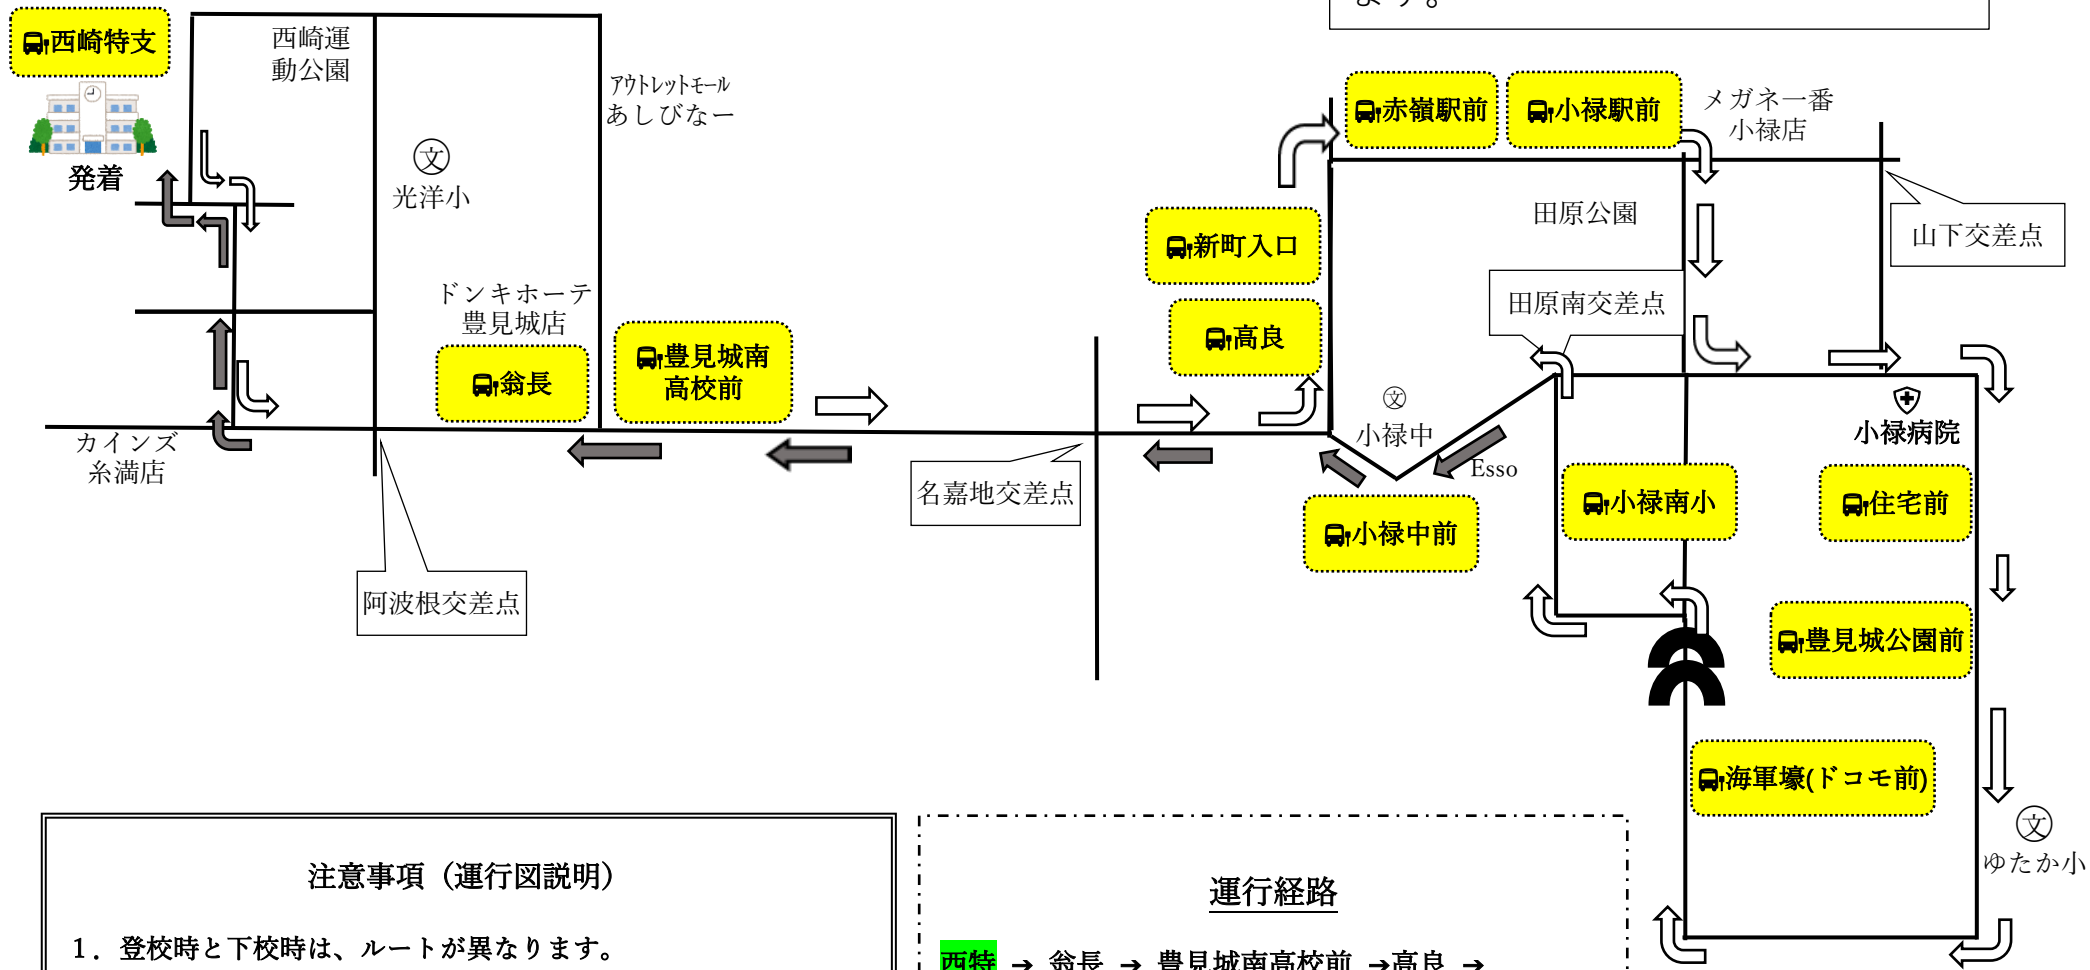 ます。
西崎特支
発着
西崎運
動公園
アウトレットモール
あしびなー
文
光洋小
ドンキホーテ
豊見城店
翁長
豊見城南
高校前
カインズ
糸満店
阿波根交差点
名嘉地交差点
赤嶺駅前
小禄駅前
メガネ一番
小禄店
新町入口
高良
田原公園
山下交差点
田原南交差点
文
小禄中
Esso
小禄病院
小禄中前
小禄南小
住宅前
豊見城公園前
海軍壕(ドコモ前)
文
ゆたか小
注意事項（運行図説明）
1．登校時と下校時は、ルートが異なります。
運行経路
西特 → 翁長 → 豊見城南高校前 →高良 →